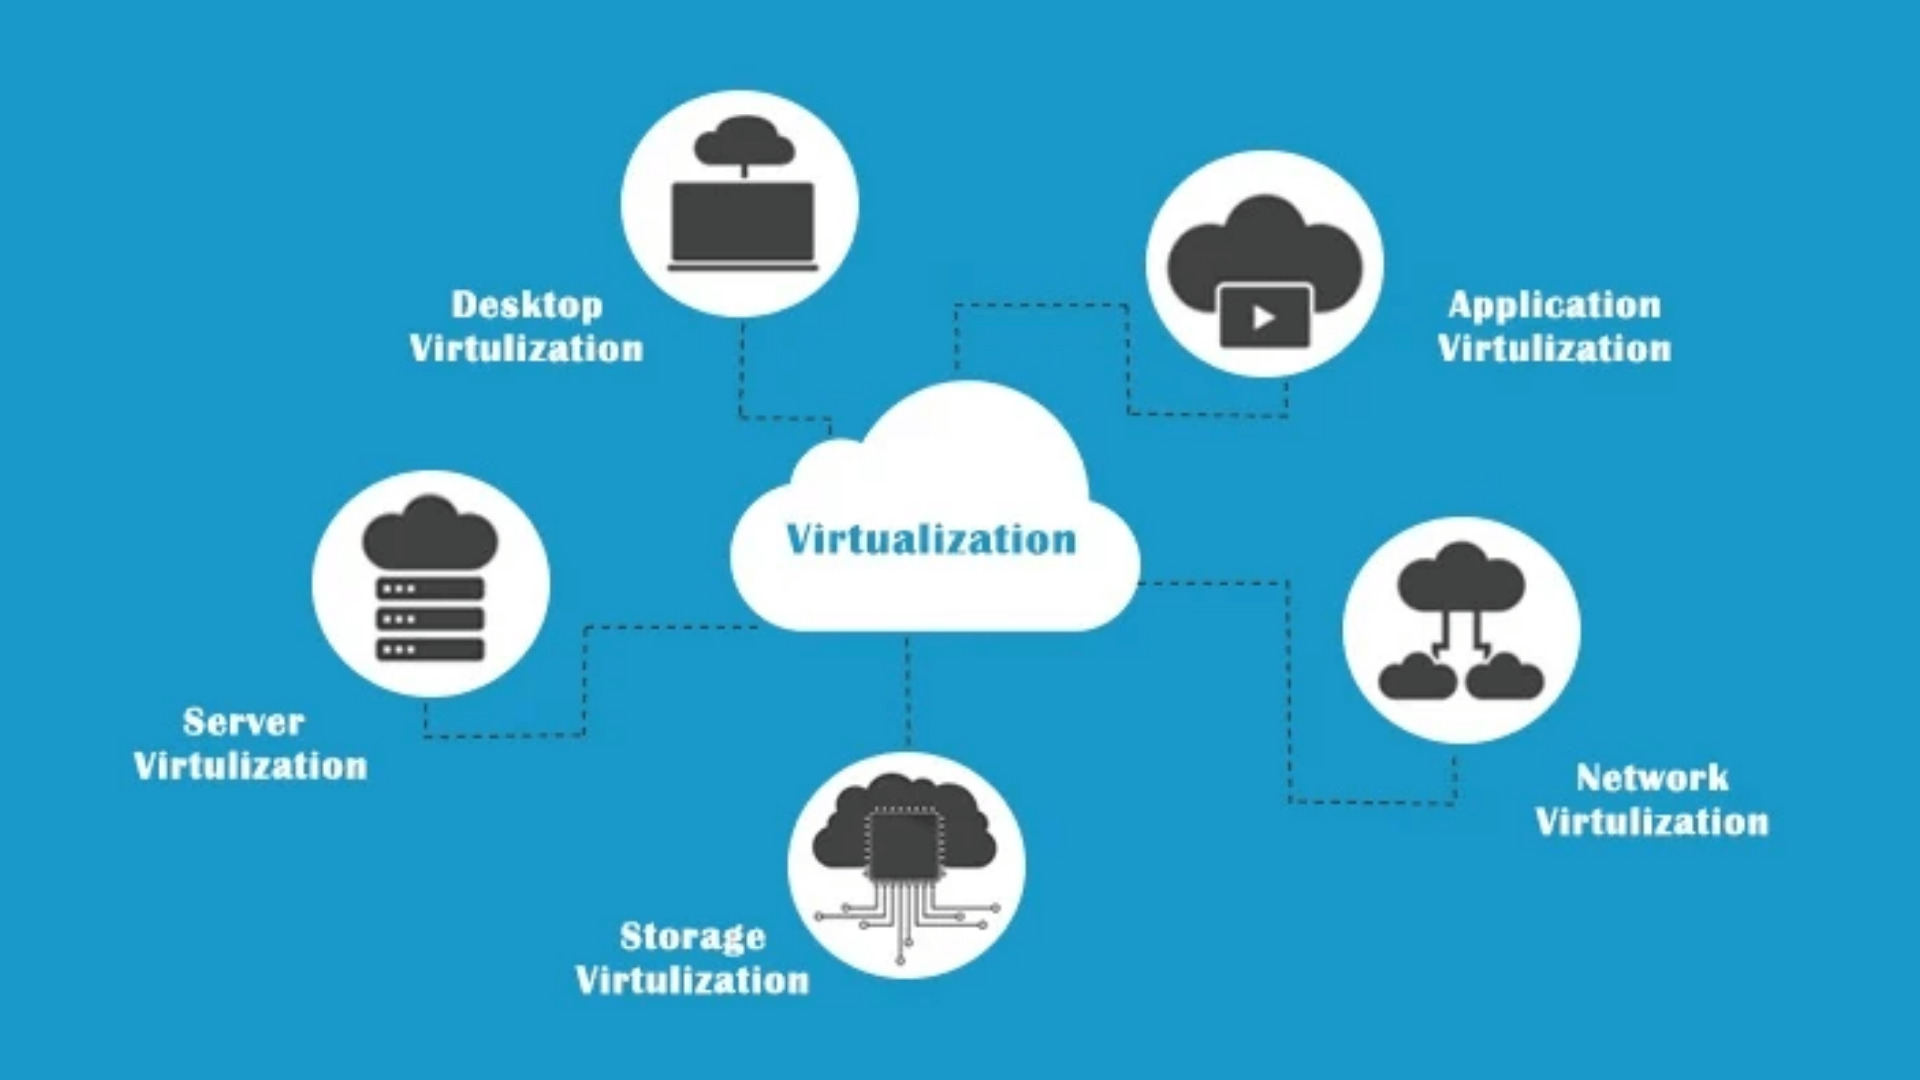 Desktop
Virtulization
Application
Virtulization
Virtualization
Server
Virtulization
Network
Virtulization
Storage
Virtulization